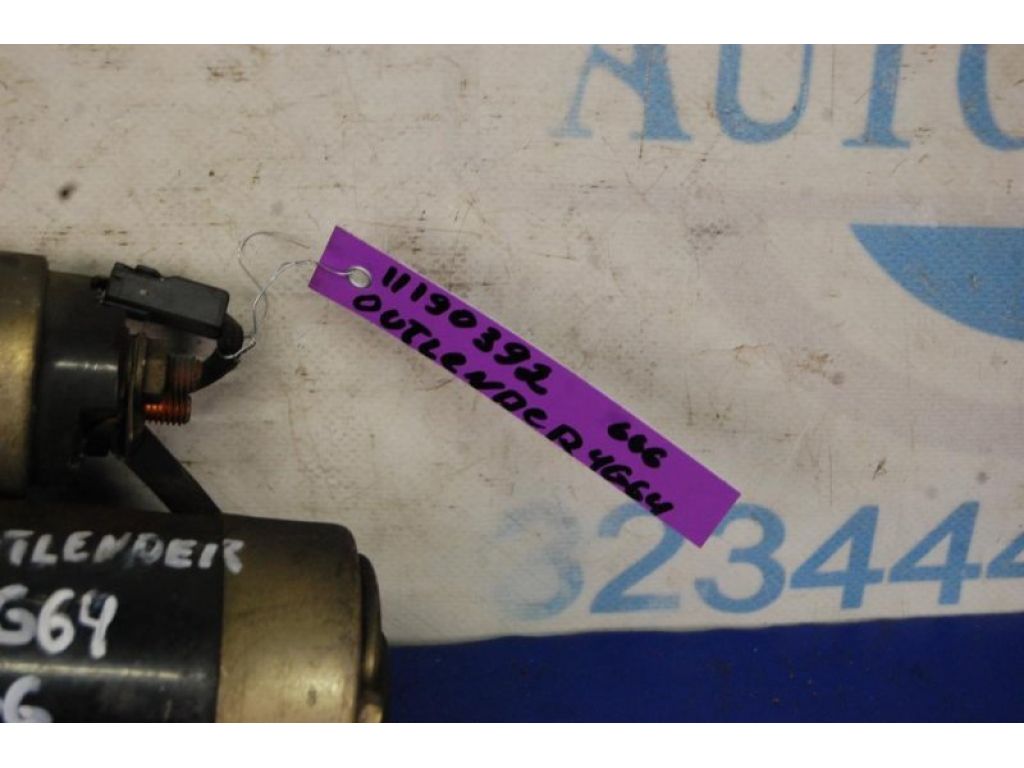 AUTO
11190392
OUTLENDER 4G64
666
323444
TLENDER
G64